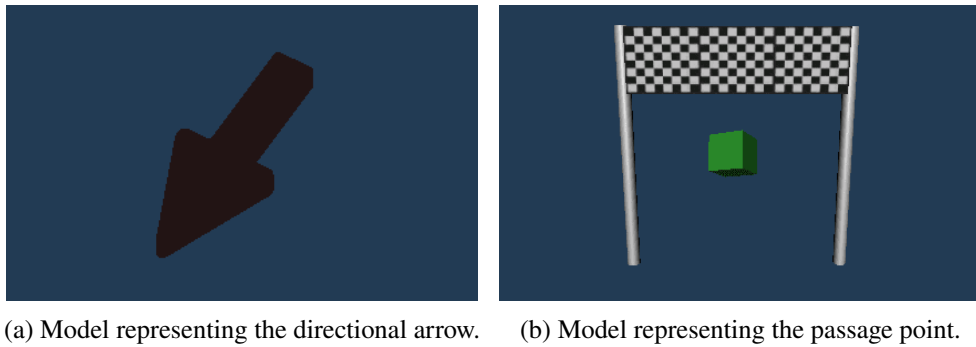 (a) Model representing the directional arrow.
(b) Model representing the passage point.